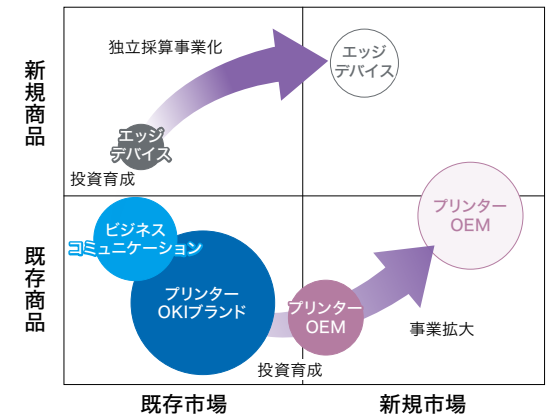 新規商品
独立採算事業化
エッジ
デバイス
エッジ
デバイス
投資育成
既存商品
ビジネス
コミュニケーション
プリンター
OKIブランド
プリンター
OEM
プリンター
OEM
事業拡大
投資育成
既存市場
新規市場